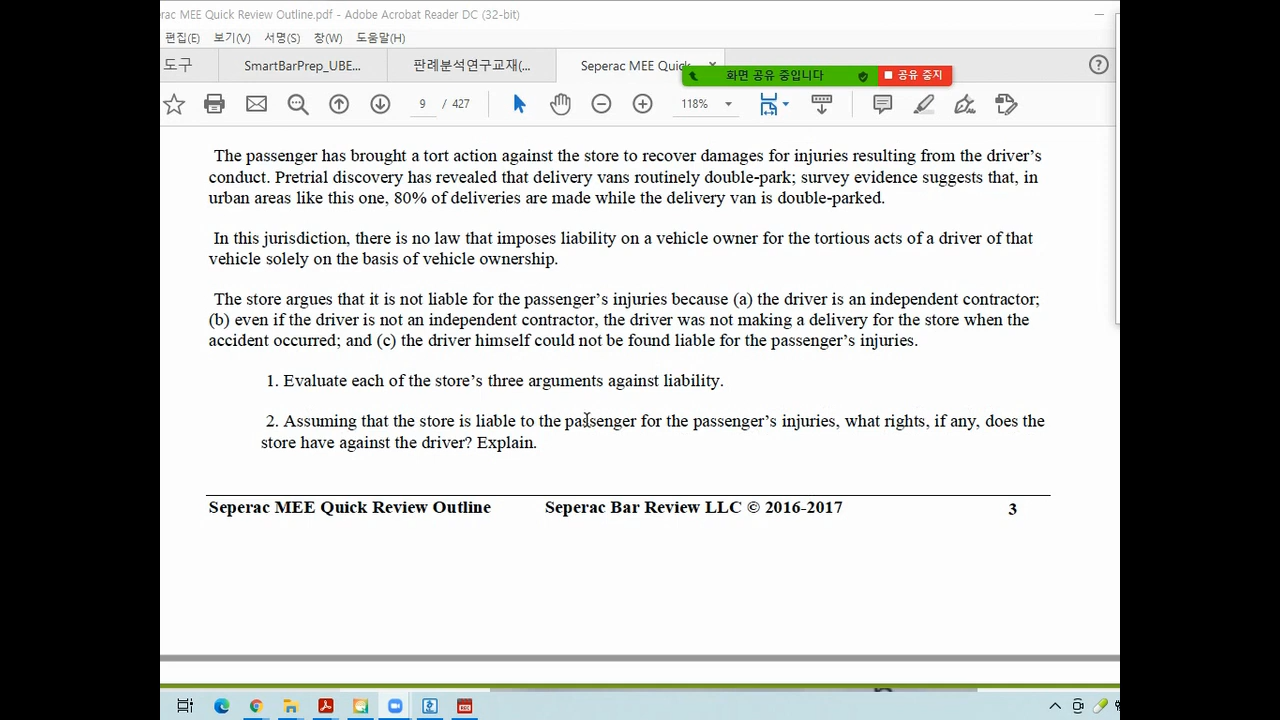 rac MEE Quick Review Outline.pdf - Adobe Acrobat Reader DC (32-bit)
편집(E) 보기(V) 서명(S) 창(W) 도움말(H)
도구 SmartBarPrep_UBE... 판례분석연구교재(... Seperac MEE Quick
화면 공유 중입니다 공유 중지
9 / 427 118%
The passenger has brought a tort action against the store to recover damages for injuries resulting from the driver's
conduct. Pretrial discovery has revealed that delivery vans routinely double-park; survey evidence suggests that, in
urban areas like this one, 80% of deliveries are made while the delivery van is double-parked.
In this jurisdiction, there is no law that imposes liability on a vehicle owner for the tortious acts of a driver of that
vehicle solely on the basis of vehicle ownership.
The store argues that it is not liable for the passenger's injuries because (a) the driver is an independent contractor;
(b) even if the driver is not an independent contractor, the driver was not making a delivery for the store when the
accident occurred; and (c) the driver himself could not be found liable for the passenger's injuries.
1. Evaluate each of the store's three arguments against liability.
2. Assuming that the store is liable to the passenger for the passenger's injuries, what rights, if any, does the
store have against the driver? Explain.
Seperac MEE Quick Review Outline Seperac Bar Review LLC © 2016-2017 3